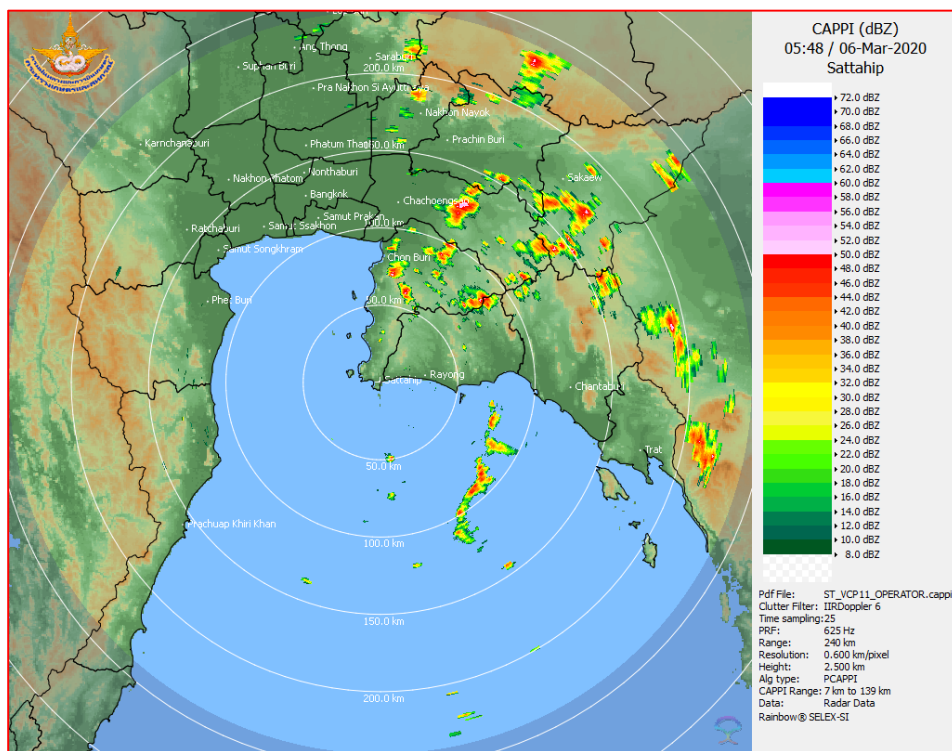 CAPPI (dBZ)
05:48 / 06-Mar-2020
Sattahip
72.0 dBZ
70.0 dBZ
68.0 dBZ
66.0 dBZ
64.0 dBZ
62.0 dBZ
60.0 dBZ
58.0 dBZ
56.0 dBZ
54.0 dBZ
52.0 dBZ
50.0 dBZ
48.0 dBZ
46.0 dBZ
44.0 dBZ
42.0 dBZ
40.0 dBZ
38.0 dBZ
36.0 dBZ
34.0 dBZ
32.0 dBZ
30.0 dBZ
28.0 dBZ
26.0 dBZ
24.0 dBZ
22.0 dBZ
20.0 dBZ
18.0 dBZ
16.0 dBZ
14.0 dBZ
12.0 dBZ
10.0 dBZ
8.0 dBZ
Pdf File: ST_VCP11_OPERATOR.cappi
Clutter Filter: IIRDoppler 6
Time sampling:25
PRF: 625 Hz
Range: 240 km
Resolution: 0.600 km/pixel
Height: 2.500 km
Alg type: PCAPPI
CAPPI Range: 7 km to 139 km
Data: Radar Data
Rainbow® SELEX-SI
Ang Thong
Saraburi
Suphan Buri
200.0 km
Pra Nakhon Si
Nakhon Nayok
Karnchanaburi
Phatum
Prachin Buri
Nakhon Phatom
Nonthaburi
Sakaew
Bangkok
Chachoengsao
Samut Prakan
Ratchaburi
Samut Ssakhon
100.0 km
Samut Songkhram
Chon Buri
Phet Buri
50.0 km
Sattahip
Rayong
Chantaburi
Trat
50.0 km
Prachuap Khiri Khan
100.0 km
150.0 km
200.0 km